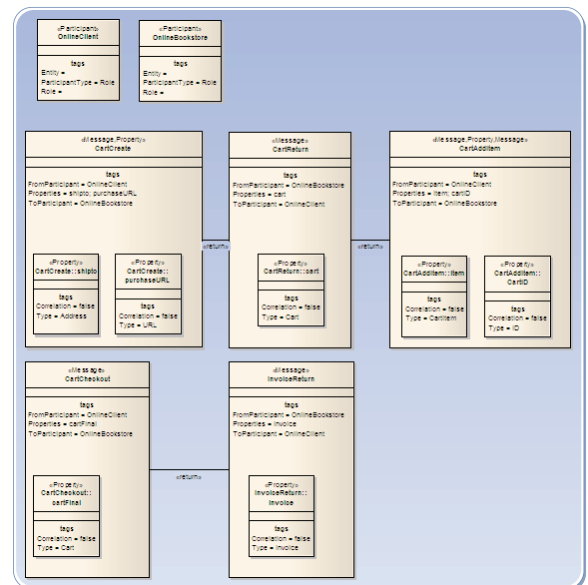 «Participant»
OnlineClient
tags
Entity =
ParticipantType = Role
Role =
«Participant»
OnlineBookstore
tags
Entity =
ParticipantType = Role
Role =
«Message,Property»
CartCreate
tags
FromParticipant = OnlineClient
Properties = shipto; purchaseURL
ToParticipant = OnlineBookstore
«Property»
CartCreate::shipto
tags
Correlation = false
Type = Address
«Property»
CartCreate::
purchaseURL
tags
Correlation = false
Type = URL
«return»
«Message»
CartReturn
tags
FromParticipant = OnlineBookstore
Properties = cart
ToParticipant = OnlineClient
«Property»
CartReturn::cart
tags
Correlation = false
Type = Cart
«return»
«Message,Property,Message»
CartAddItem
tags
FromParticipant = OnlineClient
Properties = item; cartID
ToParticipant = OnlineBookstore
«Property»
CartAddItem::item
tags
Correlation = false
Type = CartItem
«Property»
CartAddItem::
CartID
tags
Correlation = false
Type = ID
«Message»
CartCheckout
tags
FromParticipant = OnlineClient
Properties = cartFinal
ToParticipant = OnlineBookstore
«Property»
CartCheckout::
cartFinal
tags
Correlation = false
Type = Cart
«return»
«Message»
InvoiceReturn
tags
FromParticipant = OnlineBookstore
Properties = invoice
ToParticipant = OnlineClient
«Property»
InvoiceReturn::
invoice
tags
Correlation = false
Type = Invoice